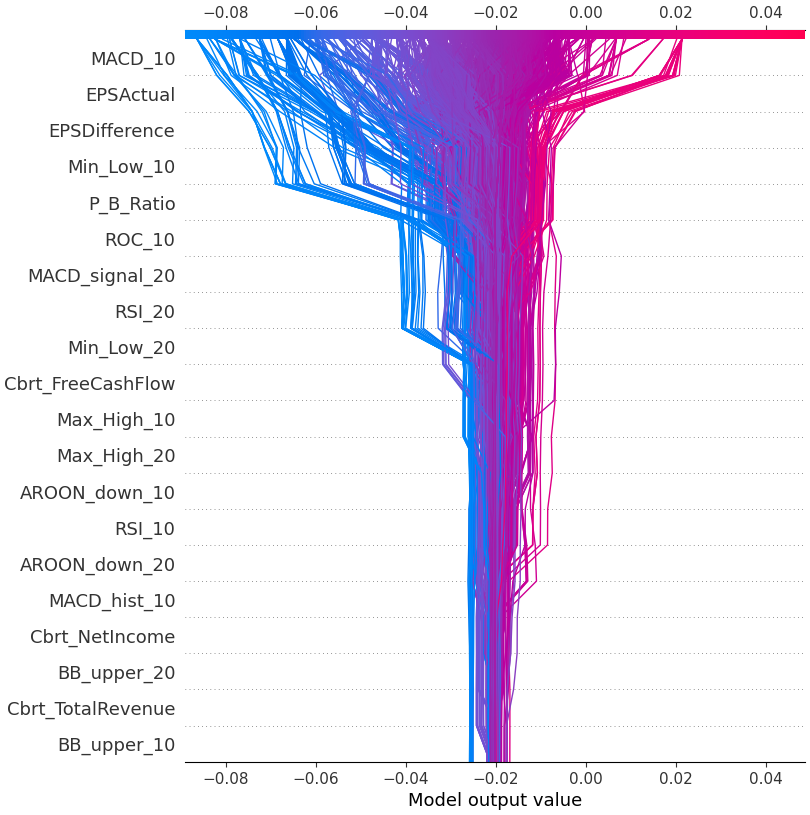 −0.08 −0.06 −0.04 −0.02 0.00 0.02 0.04
MACD_10
EPSActual
EPSDifference
Min_Low_10
P_B_Ratio
ROC_10
MACD_signal_20
RSI_20
Min_Low_20
Cbrt_FreeCashFlow
Max_High_10
Max_High_20
AROON_down_10
RSI_10
AROON_down_20
MACD_hist_10
Cbrt_NetIncome
BB_upper_20
Cbrt_TotalRevenue
BB_upper_10
−0.08 −0.06 −0.04 −0.02 0.00 0.02 0.04
Model output value